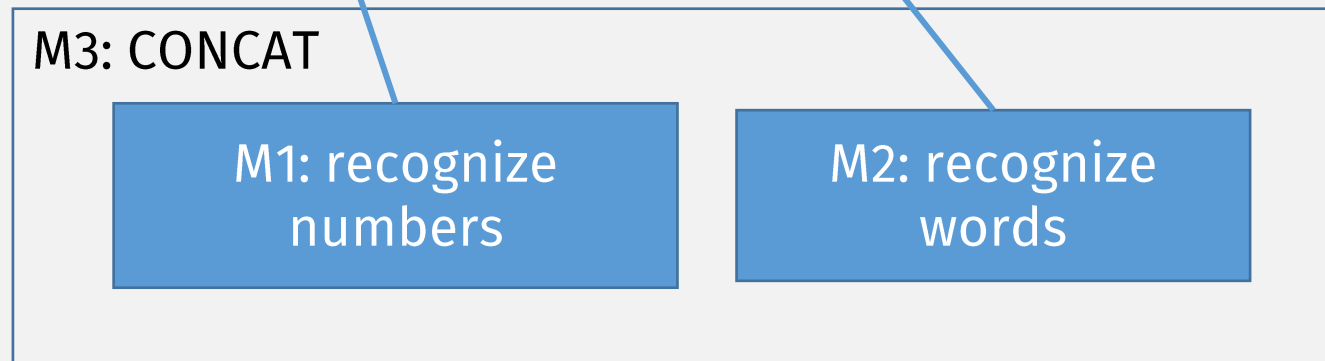 M3: CONCAT
M1: recognize
numbers
M2: recognize
words